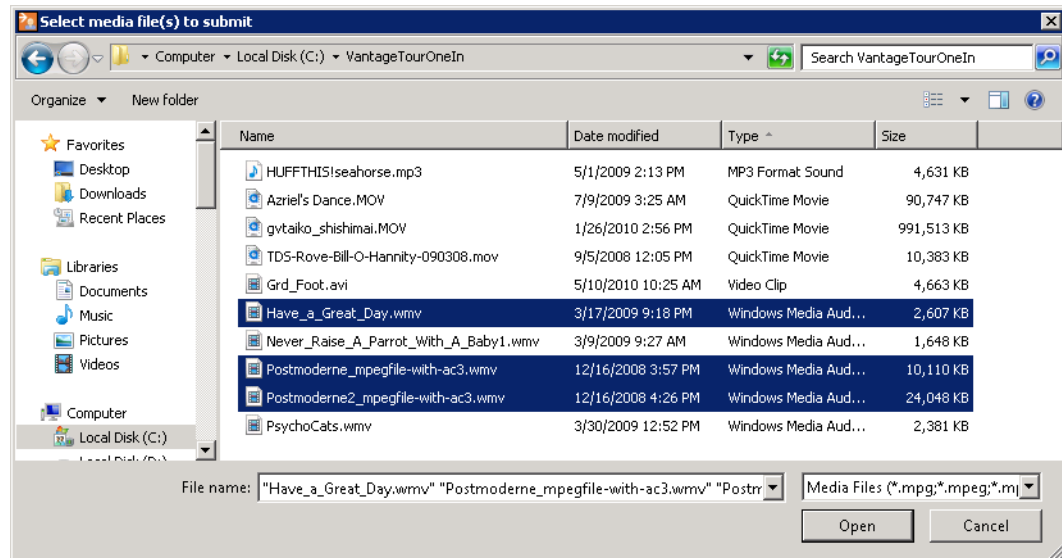 Select media file(s) to submit
Computer Local Disk (C:) VantageTourOneIn Search VantageTourOneIn
Organize New folder
Favorites
Desktop
Downloads
Recent Places
Libraries
Documents
Music
Pictures
Videos
Computer
Local Disk (C:)
Local Disk (D:)
Name Date modified Type Size
HUFFTHIS!seahorse.mp3 5/1/2009 2:13 PM MP3 Format Sound 4,631 KB
Azriel's Dance.MOV 7/9/2009 3:25 AM QuickTime Movie 90,747 KB
gvtaiko_shishimai.MOV 1/26/2010 2:56 PM QuickTime Movie 991,513 KB
TDS-Rove-Bill-O-Hannity-090308.mov 9/5/2008 12:05 PM QuickTime Movie 10,383 KB
Grd_Foot.avi 5/10/2010 10:25 AM Video Clip 4,663 KB
Have_a_Great_Day.wmv 3/17/2009 9:18 PM Windows Media Aud... 2,607 KB
Never_Raise_A_Parrot_With_A_Baby1.wmv 3/9/2009 9:27 AM Windows Media Aud... 1,648 KB
Postmoderne_mpegfile-with-ac3.wmv 12/16/2008 3:57 PM Windows Media Aud... 10,110 KB
Postmoderne2_mpegfile-with-ac3.wmv 12/16/2008 4:26 PM Windows Media Aud... 24,048 KB
PsychoCats.wmv 3/30/2009 12:52 PM Windows Media Aud... 2,381 KB
File name: "Have_a_Great_Day.wmv" "Postmoderne_mpegfile-with-ac3.wmv" "Postr Media Files (*.mpg;*.mpeg;*.m
Open Cancel